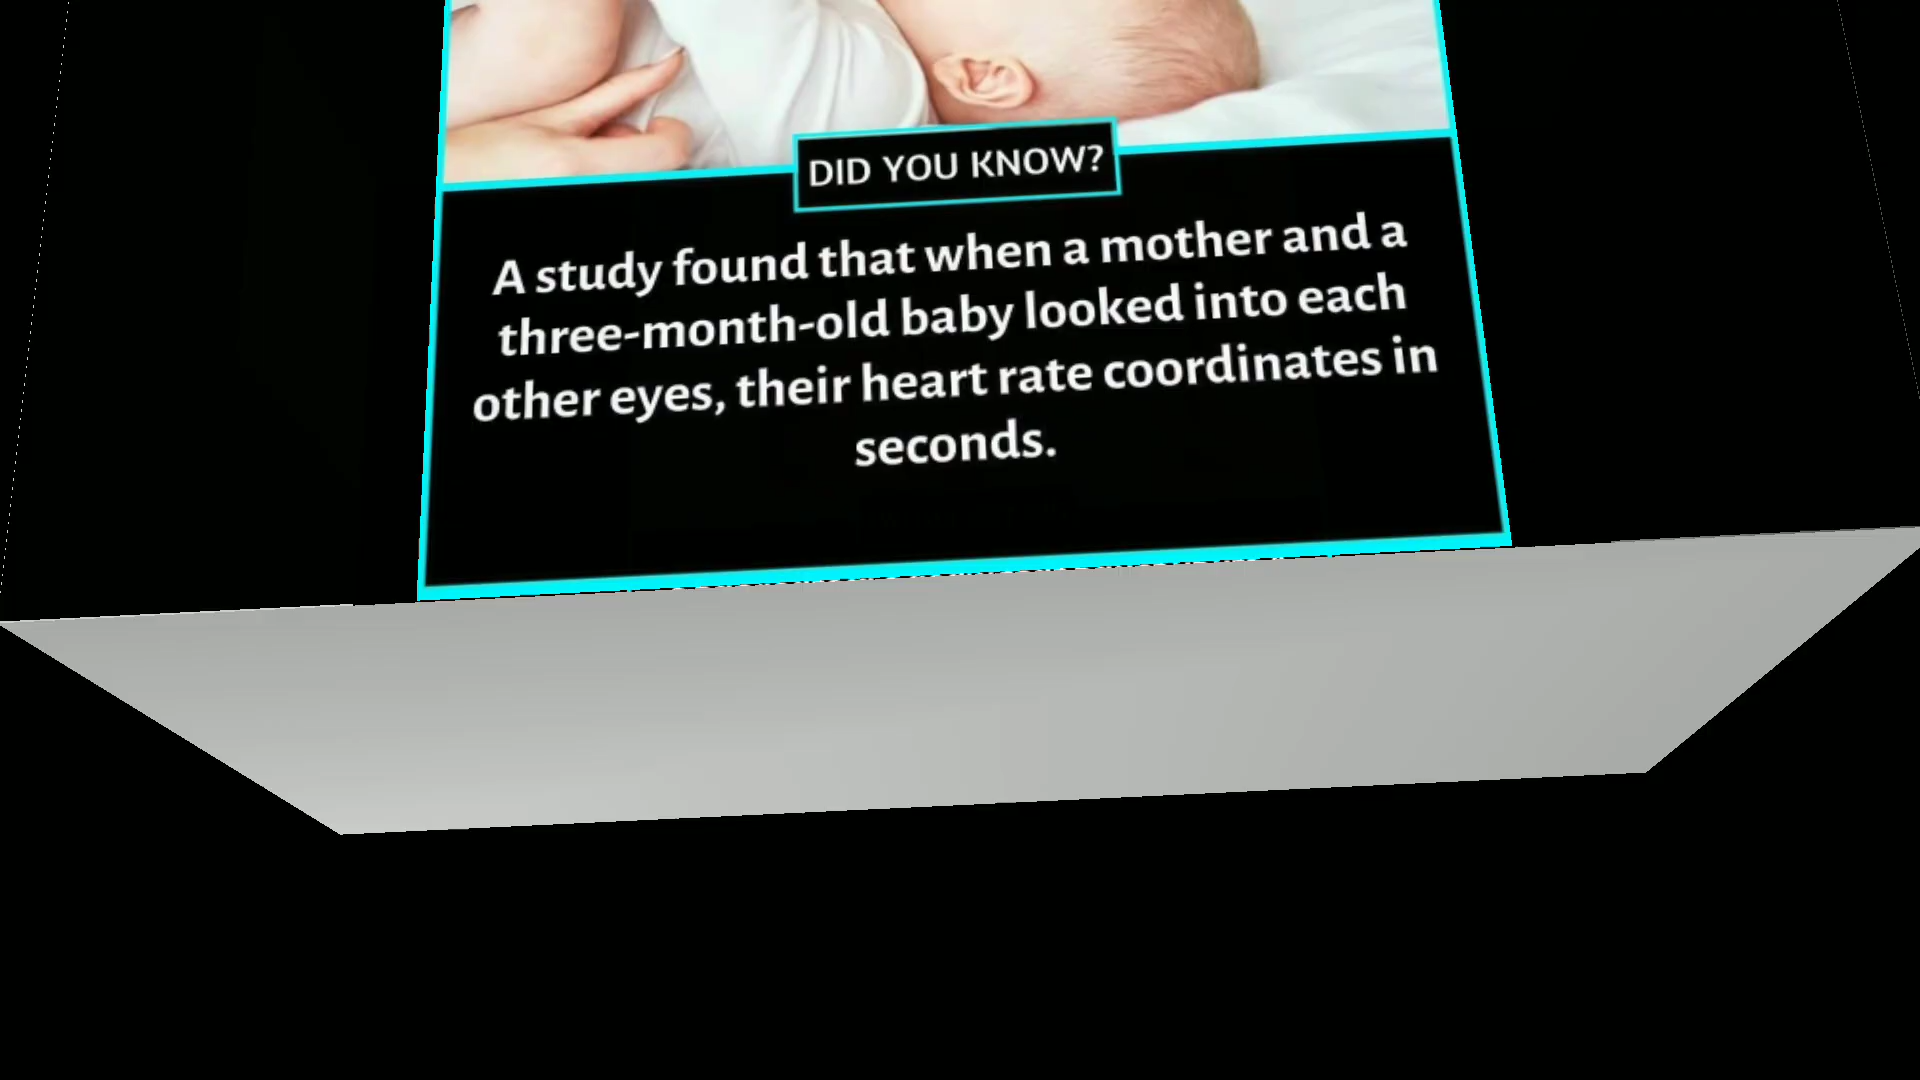 DID YOU KNOW?
A study found that when a mother and a
three-month-old baby looked into each
other eyes, their heart rate coordinates in
seconds.